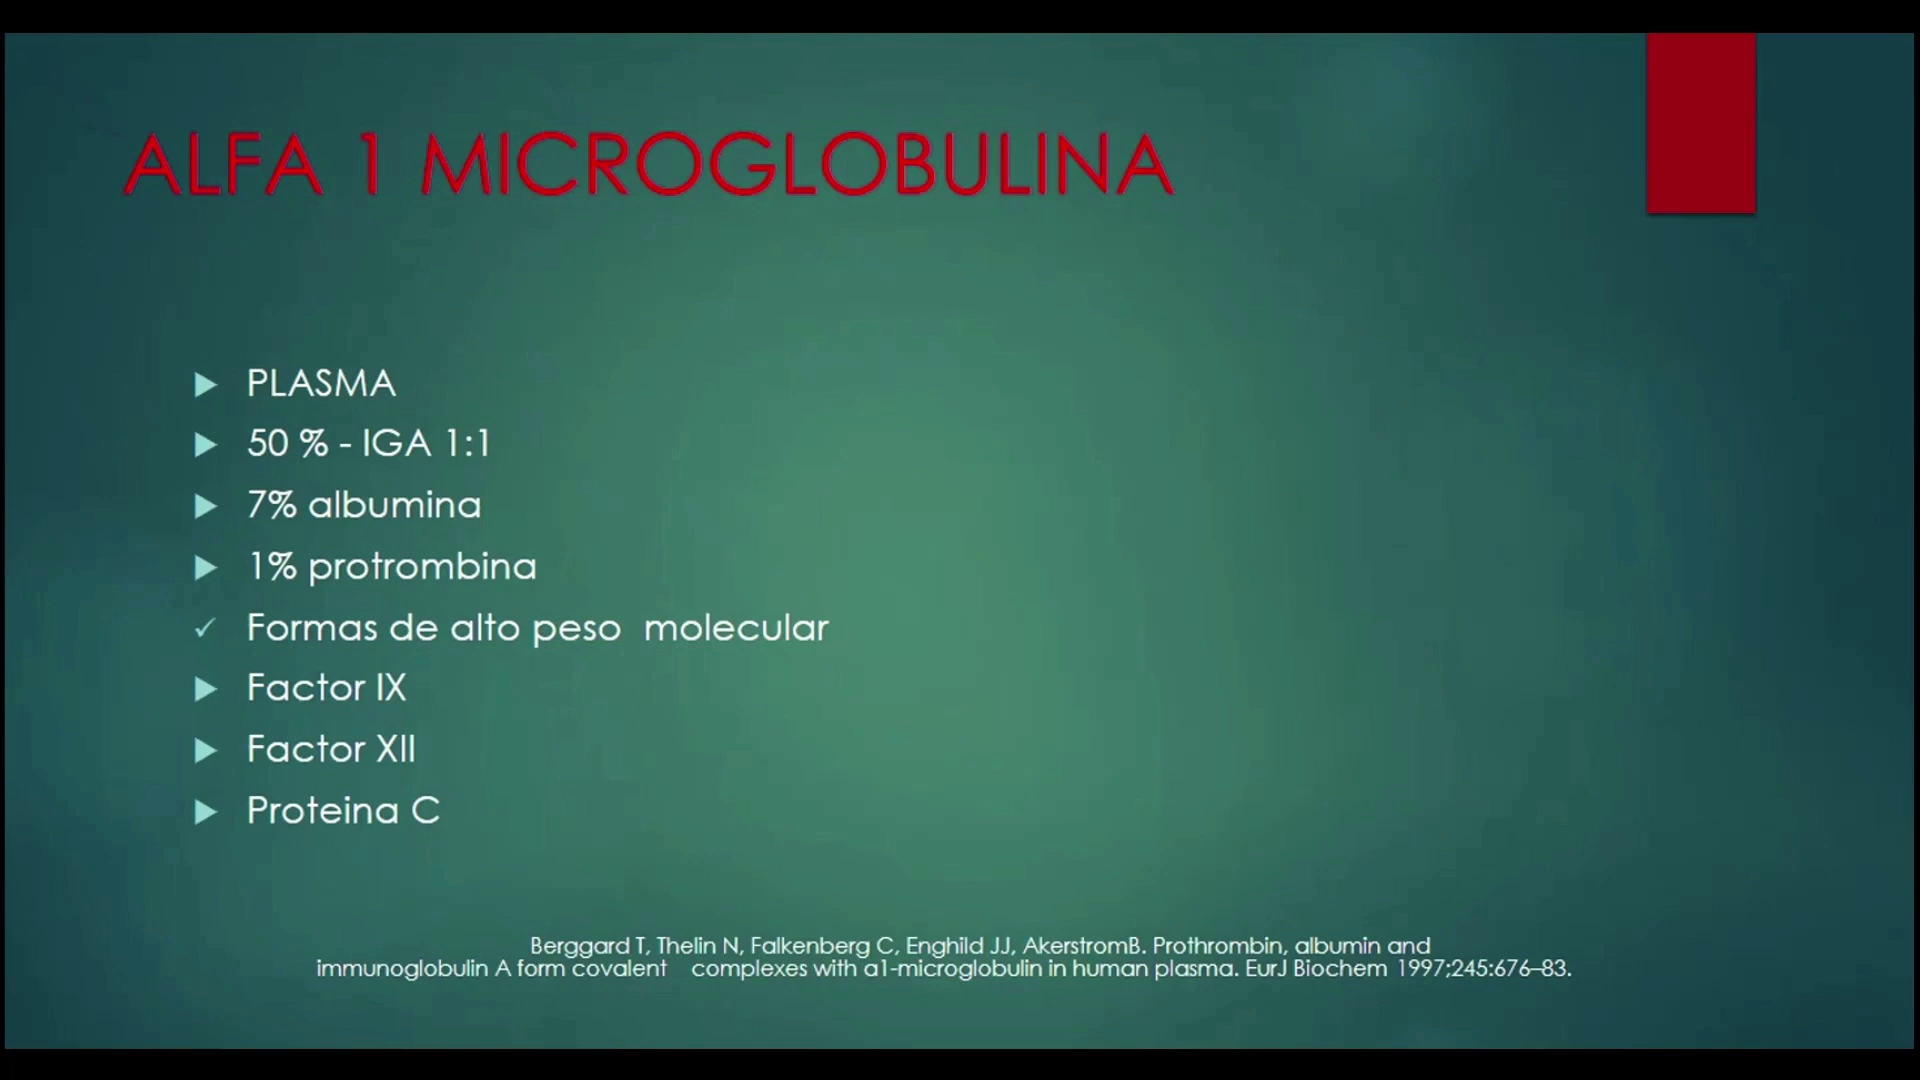 ALFA 1 MICROGLOBULINA
PLASMA
50 % - IGA 1:1
7% albumina
1% protrombina
Formas de alto peso molecular
Factor IX
Factor XII
Proteina C
Berggard T, Thelin N, Falkenberg C, Enghild JJ, AkerstromB. Prothrombin, albumin and
immunoglobulin A form covalent complexes with a1-microglobulin in human plasma. EurJ Biochem 1997;245:676–83.